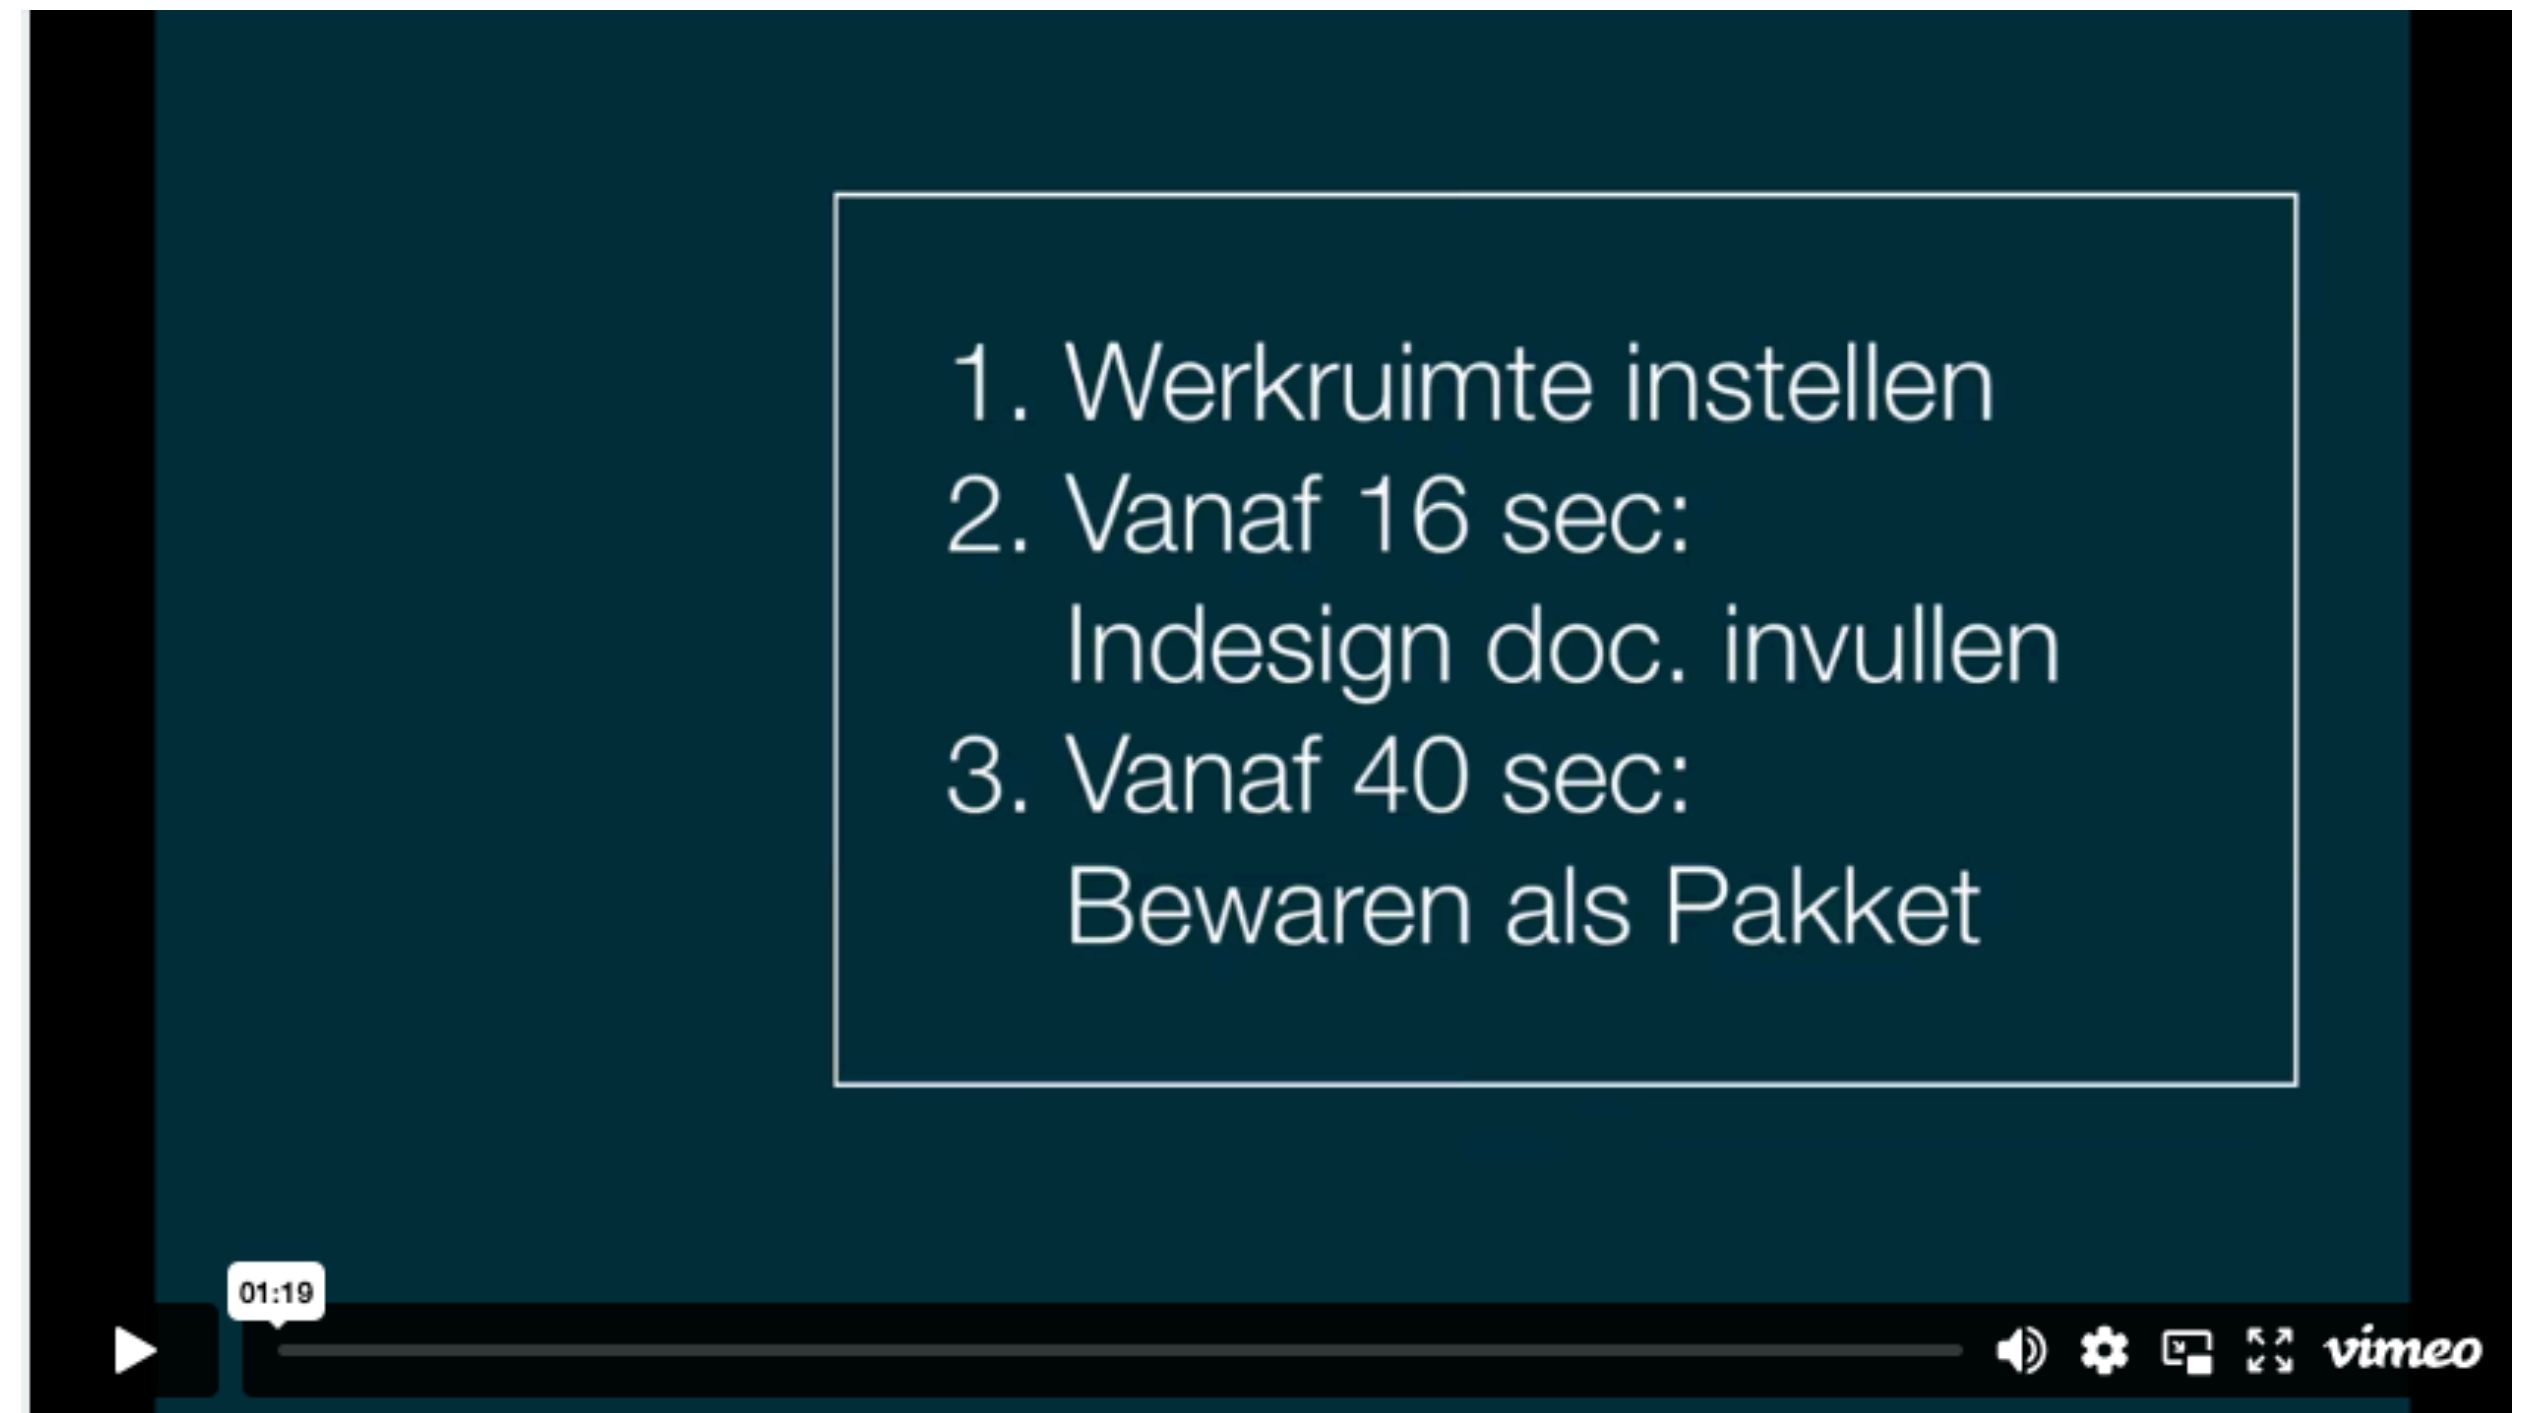 1. Werkruimte instellen
2. Vanaf 16 sec:
Indesign doc. invullen
3. Vanaf 40 sec:
Bewaren als Pakket
01:19
vimeo